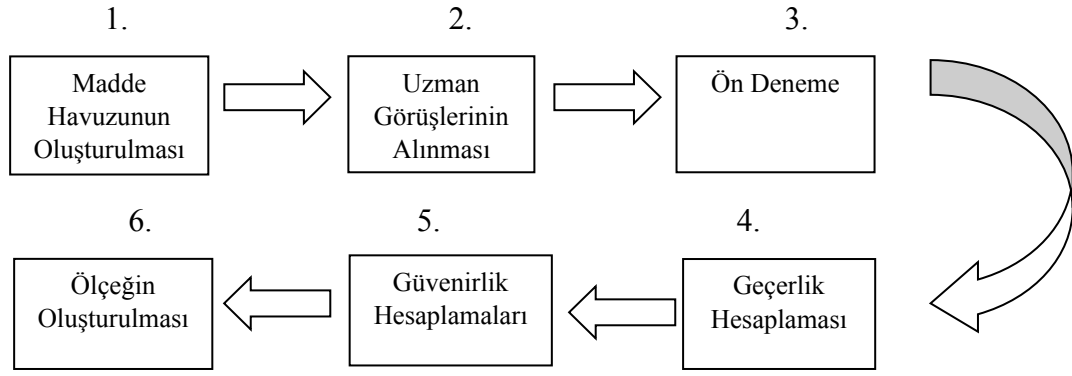 1.
2.
3.
Madde
Havuzunun
Oluşturulması
Uzman
Görüşlerinin
Alınması
Ön Deneme
4.
5.
6.
Geçerlik
Hesaplaması
Güvenirlik
Hesaplamaları
Ölçeğin
Oluşturulması